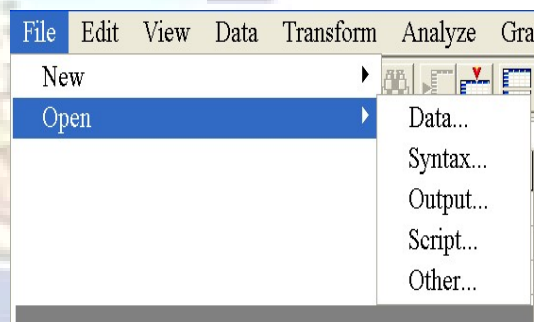 File Edit View Data Transform Analyze Gra
New
Open
Data...
Syntax...
Output...
Script...
Other...